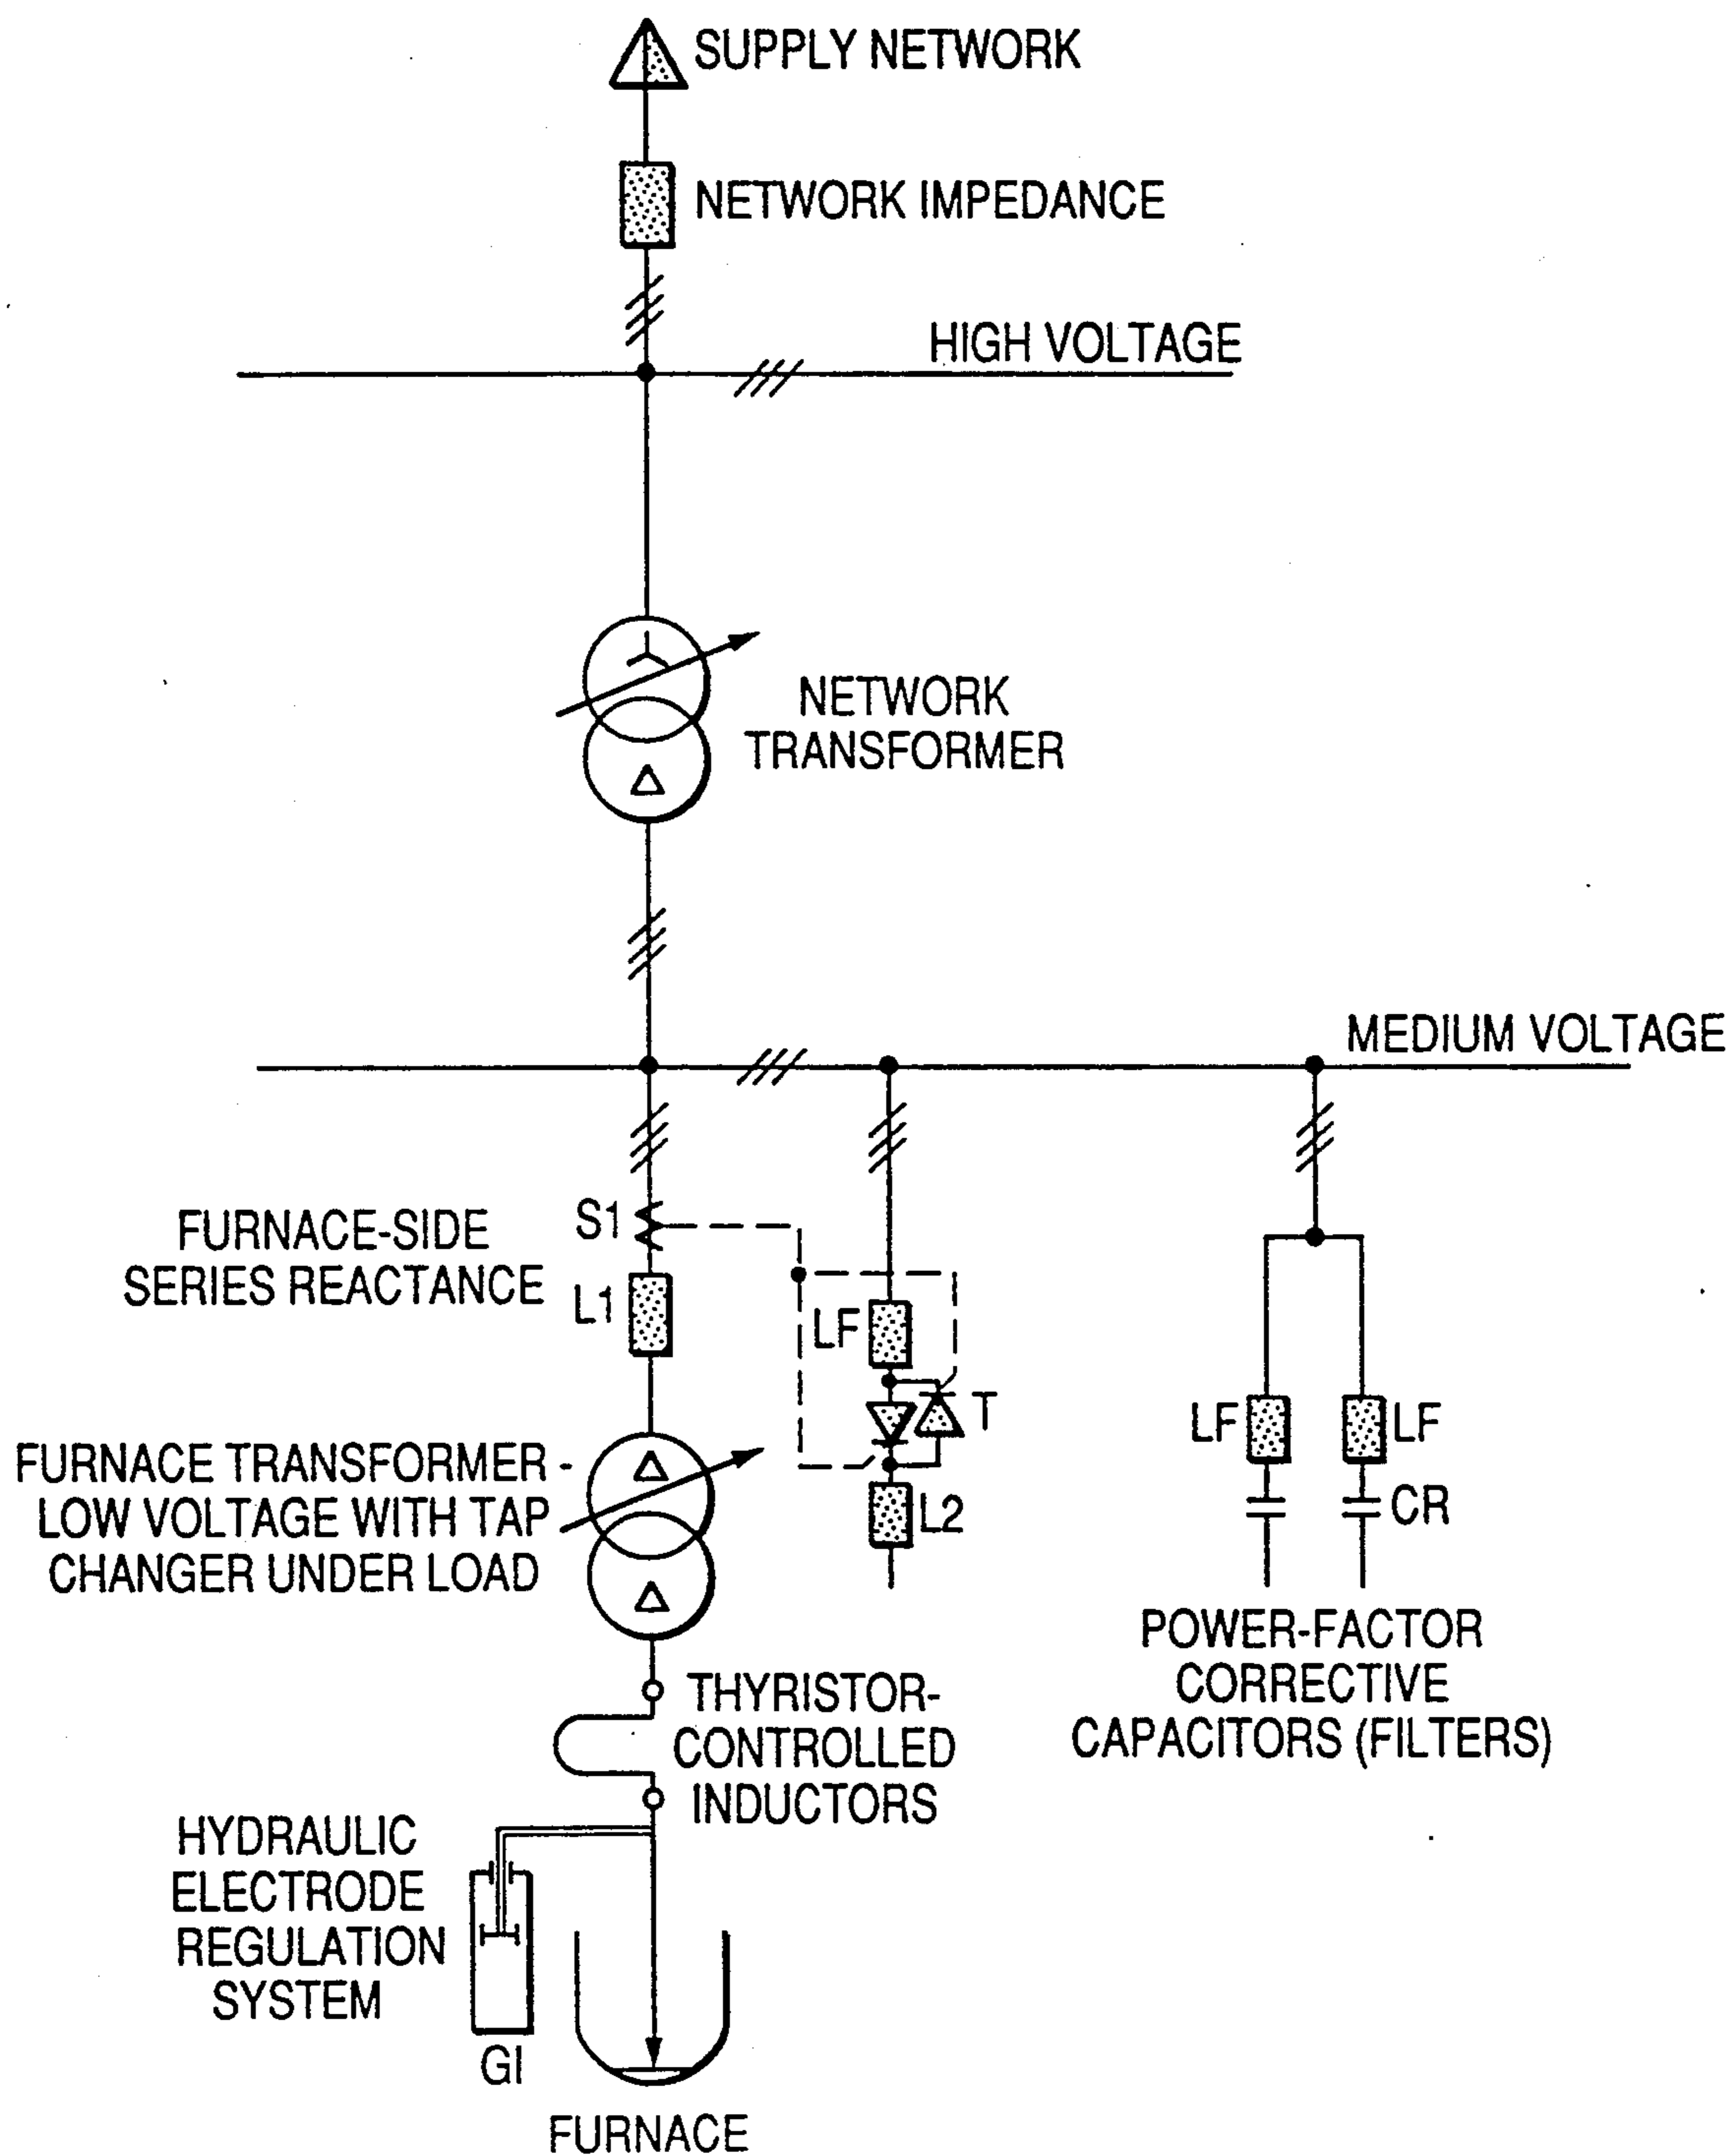 SUPPLY NETWORK
NETWORK IMPEDANCE
HIGH VOLTAGE
NETWORK
TRANSFORMER
MEDIUM VOLTAGE
FURNACE-SIDE
SERIES REACTANCE
S1
L1
LF
T
L2
LF
LF
CR
FURNACE TRANSFORMER -
LOW VOLTAGE WITH TAP
CHANGER UNDER LOAD
POWER-FACTOR
CORRECTIVE
CAPACITORS (FILTERS)
THYRISTOR-
CONTROLLED
INDUCTORS
HYDRAULIC
ELECTRODE
REGULATION
SYSTEM
GI
FURNACE